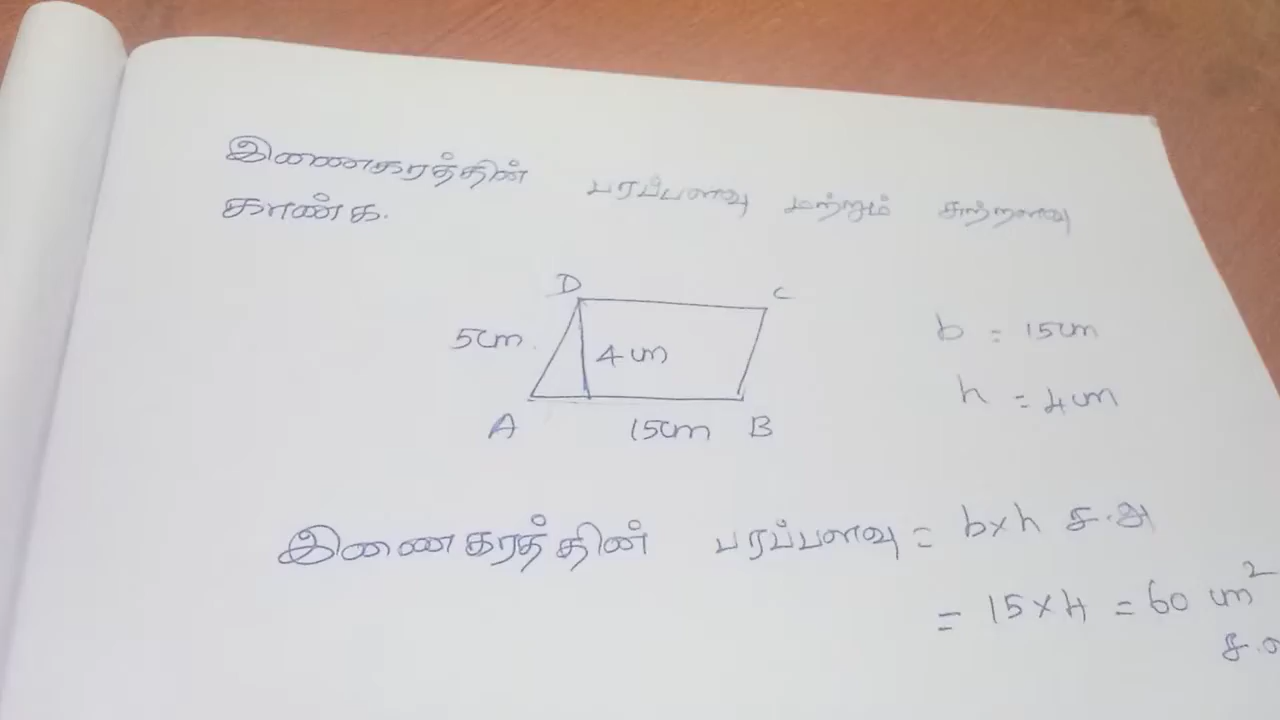 இணைகரத்தின் பரப்பளவு மற்றும் சுற்றளவு
காண்க.
D C
5cm 4cm
A 15cm B
b = 15cm
h = 4cm
இணைகரத்தின் பரப்பளவு = b×h ச.அ
= 15×4 = 60 cm²